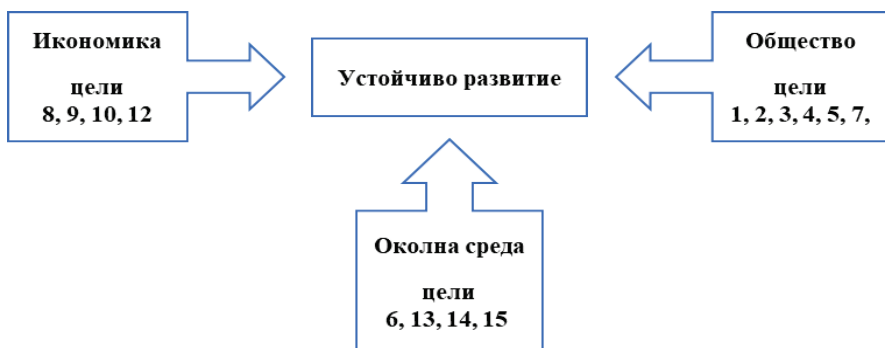 Икономика
цели
8, 9, 10, 12
Устойчиво развитие
Общество
цели
1, 2, 3, 4, 5, 7,
Околна среда
цели
6, 13, 14, 15